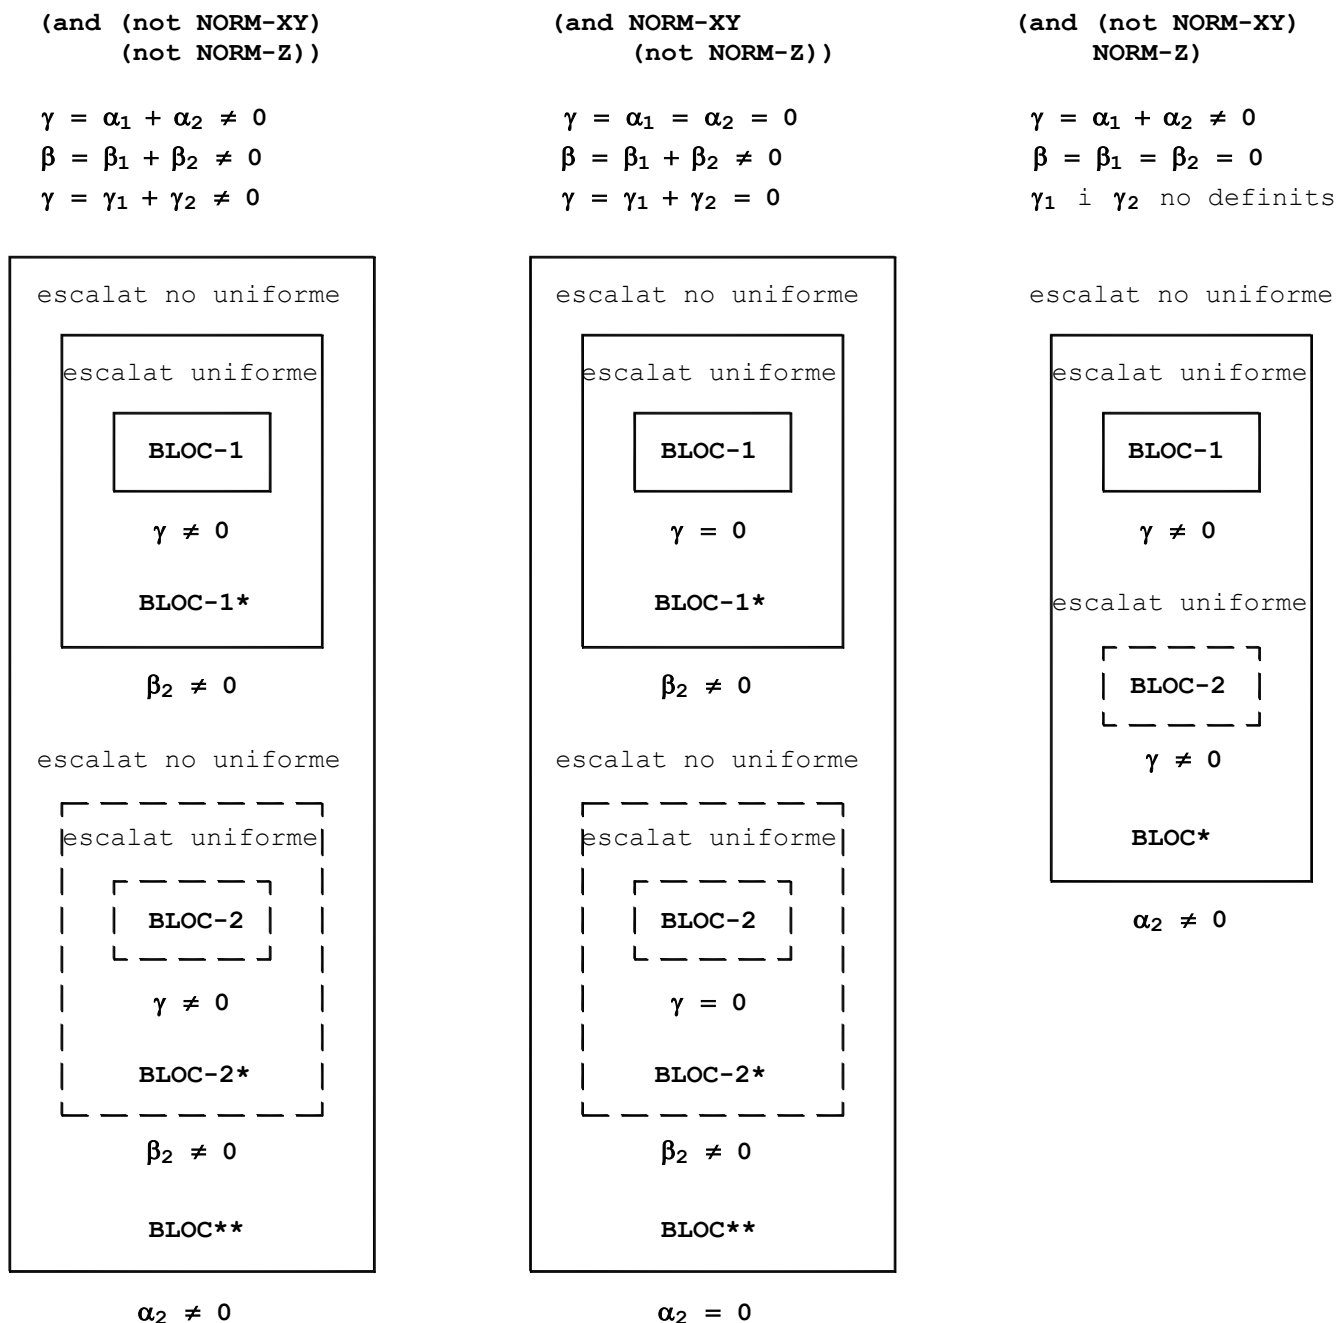 (and (not NORM-XY)
(not NORM-Z))
γ = α₁ + α₂ ≠ 0
β = β₁ + β₂ ≠ 0
γ = γ₁ + γ₂ ≠ 0
escalat no uniforme
escalat uniforme
BLOC-1
γ ≠ 0
BLOC-1*
β₂ ≠ 0
escalat no uniforme
escalat uniforme
BLOC-2
γ ≠ 0
BLOC-2*
β₂ ≠ 0
BLOC**
α₂ ≠ 0
(and NORM-XY
(not NORM-Z))
γ = α₁ = α₂ = 0
β = β₁ + β₂ ≠ 0
γ = γ₁ + γ₂ = 0
escalat no uniforme
escalat uniforme
BLOC-1
γ = 0
BLOC-1*
β₂ ≠ 0
escalat no uniforme
escalat uniforme
BLOC-2
γ = 0
BLOC-2*
β₂ ≠ 0
BLOC**
α₂ = 0
(and (not NORM-XY)
NORM-Z)
γ = α₁ + α₂ ≠ 0
β = β₁ = β₂ = 0
γ₁ i γ₂ no definits
escalat no uniforme
escalat uniforme
BLOC-1
γ ≠ 0
escalat uniforme
BLOC-2
γ ≠ 0
BLOC*
α₂ ≠ 0